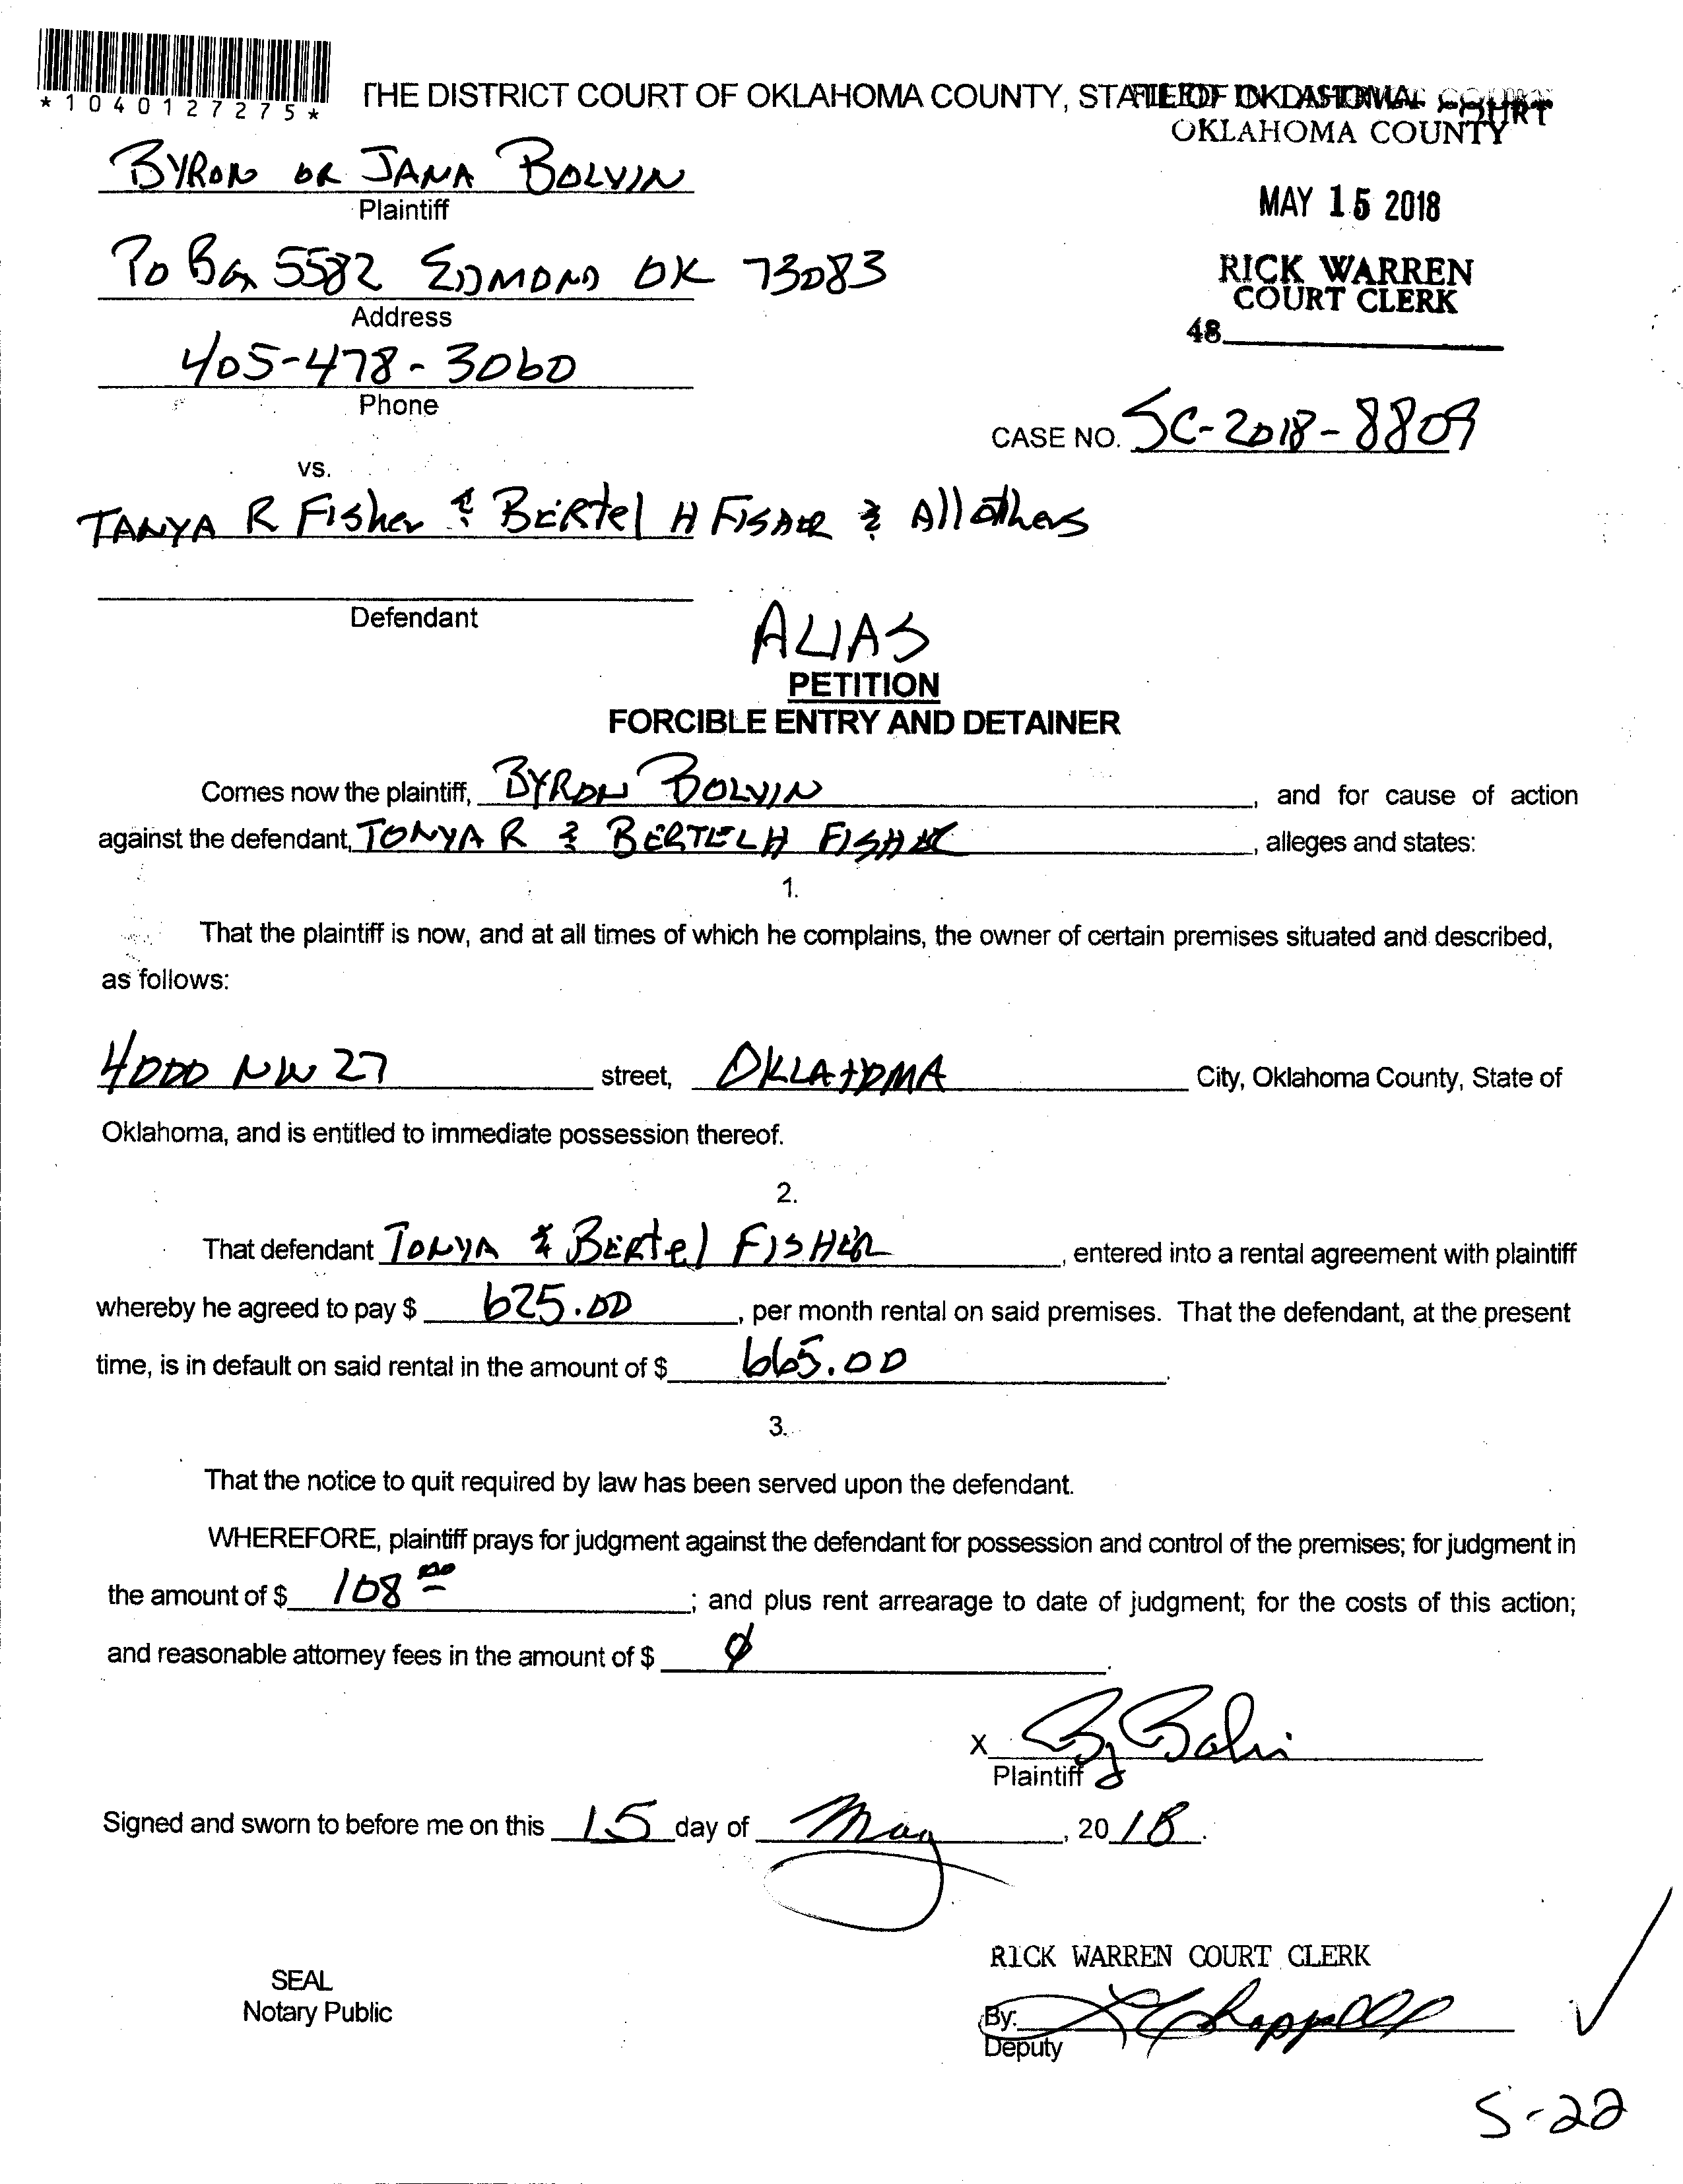 *1040127275*
THE DISTRICT COURT OF OKLAHOMA COUNTY, STATE OF OKLAHOMA
FILED IN DISTRICT COURT
OKLAHOMA COUNTY
BYRON OR JANA BOLVIN
Plaintiff
MAY 15 2018
PO Box 5582 EDMOND OK 73083
Address
RICK WARREN
COURT CLERK
48
405-478-3060
Phone
CASE NO. SC-2018-8809
vs.
TANYA R Fisher & BERtel H FISHER & All others
Defendant
ALIAS
PETITION
FORCIBLE ENTRY AND DETAINER
Comes now the plaintiff, BYRON BOLVIN, and for cause of action
against the defendant, TONYA R & BERTEL H FISHER, alleges and states:
1.
That the plaintiff is now, and at all times of which he complains, the owner of certain premises situated and described,
as follows:
4000 NW 27 street, OKLAHOMA City, Oklahoma County, State of
Oklahoma, and is entitled to immediate possession thereof.
2.
That defendant TONYA & BERtel FISHER, entered into a rental agreement with plaintiff
whereby he agreed to pay $ 625.00, per month rental on said premises. That the defendant, at the present
time, is in default on said rental in the amount of $ 665.00.
3.
That the notice to quit required by law has been served upon the defendant.
WHEREFORE, plaintiff prays for judgment against the defendant for possession and control of the premises; for judgment in
the amount of $ 108 00; and plus rent arrearage to date of judgment; for the costs of this action;
and reasonable attorney fees in the amount of $ 0.
X
Plaintiff
Signed and sworn to before me on this 15 day of May, 2018.
RICK WARREN COURT CLERK
SEAL
Notary Public
By:
Deputy
5-22